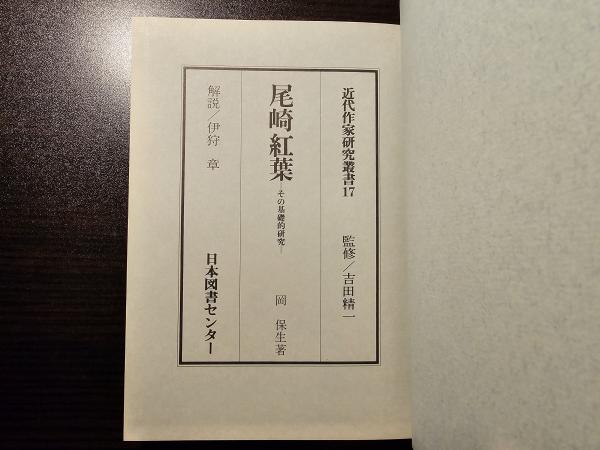 近代作家研究叢書17
監修/吉田精一
尾崎紅葉
―その基礎的研究―
岡 保生著
解説/伊狩 章
日本図書センター